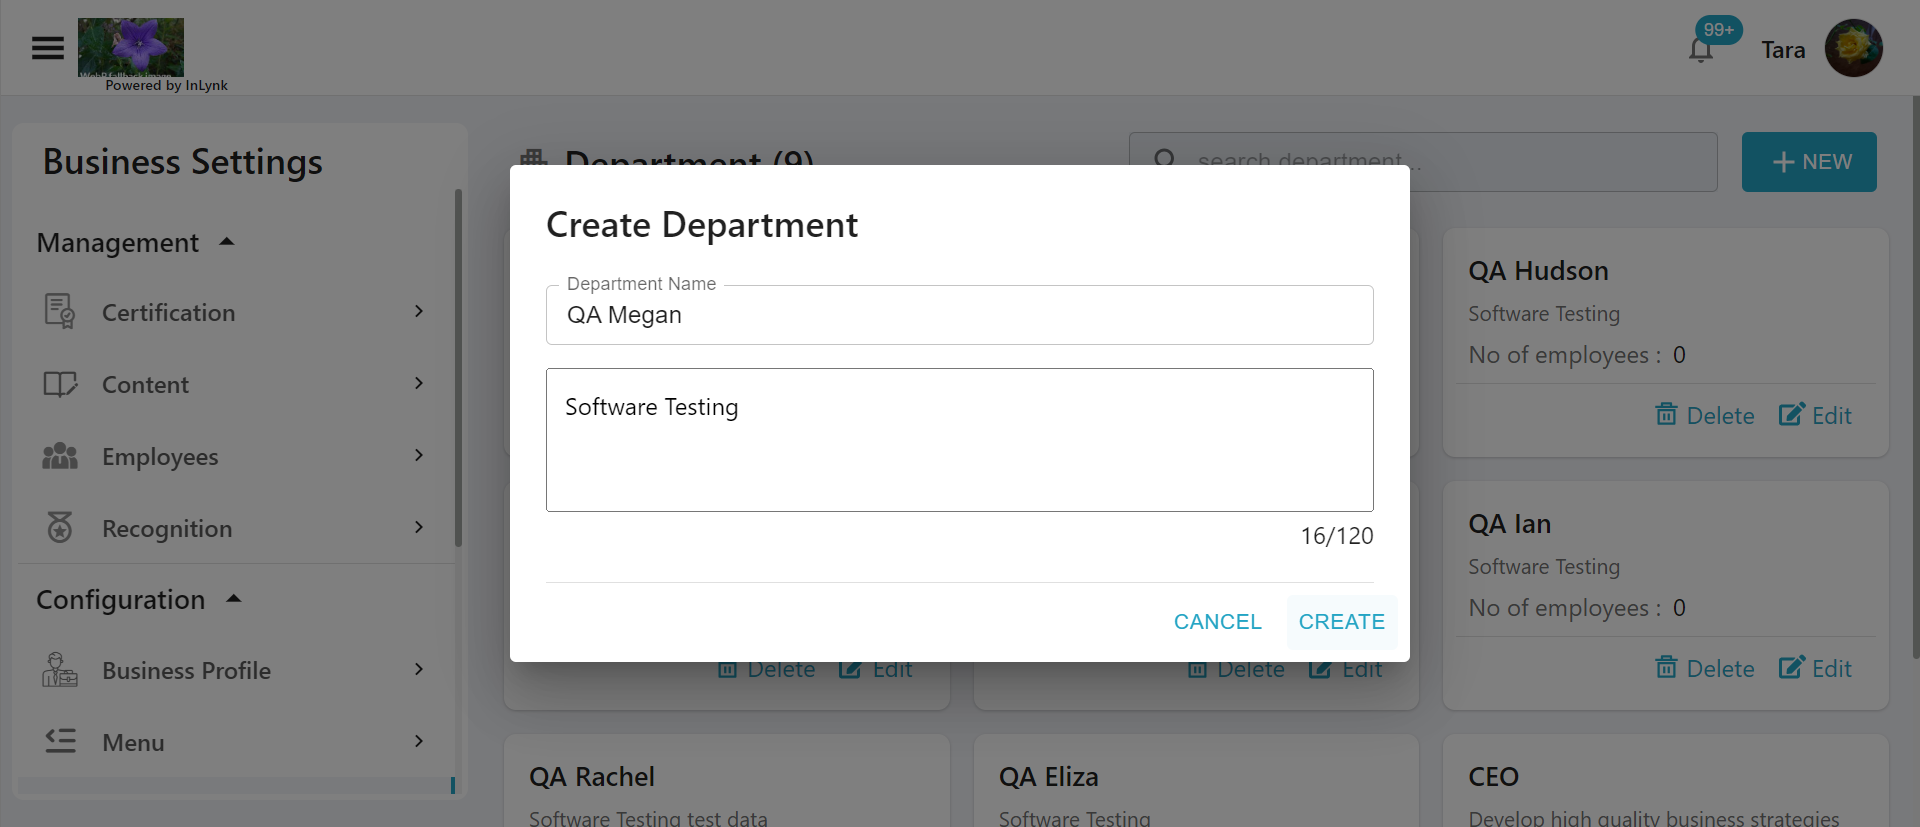 WebP fallback image
Powered by InLynk
99+
Tara
Business Settings
Management
Certification
Content
Employees
Recognition
Configuration
Business Profile
Menu
Department (9)
search department...
NEW
Create Department
Department Name
QA Megan
Software Testing
16/120
CANCEL
CREATE
QA Hudson
Software Testing
No of employees : 0
Delete
Edit
Delete
Edit
Delete
Edit
QA Ian
Software Testing
No of employees : 0
Delete
Edit
QA Rachel
Software Testing test data
QA Eliza
Software Testing
CEO
Develop high quality business strategies